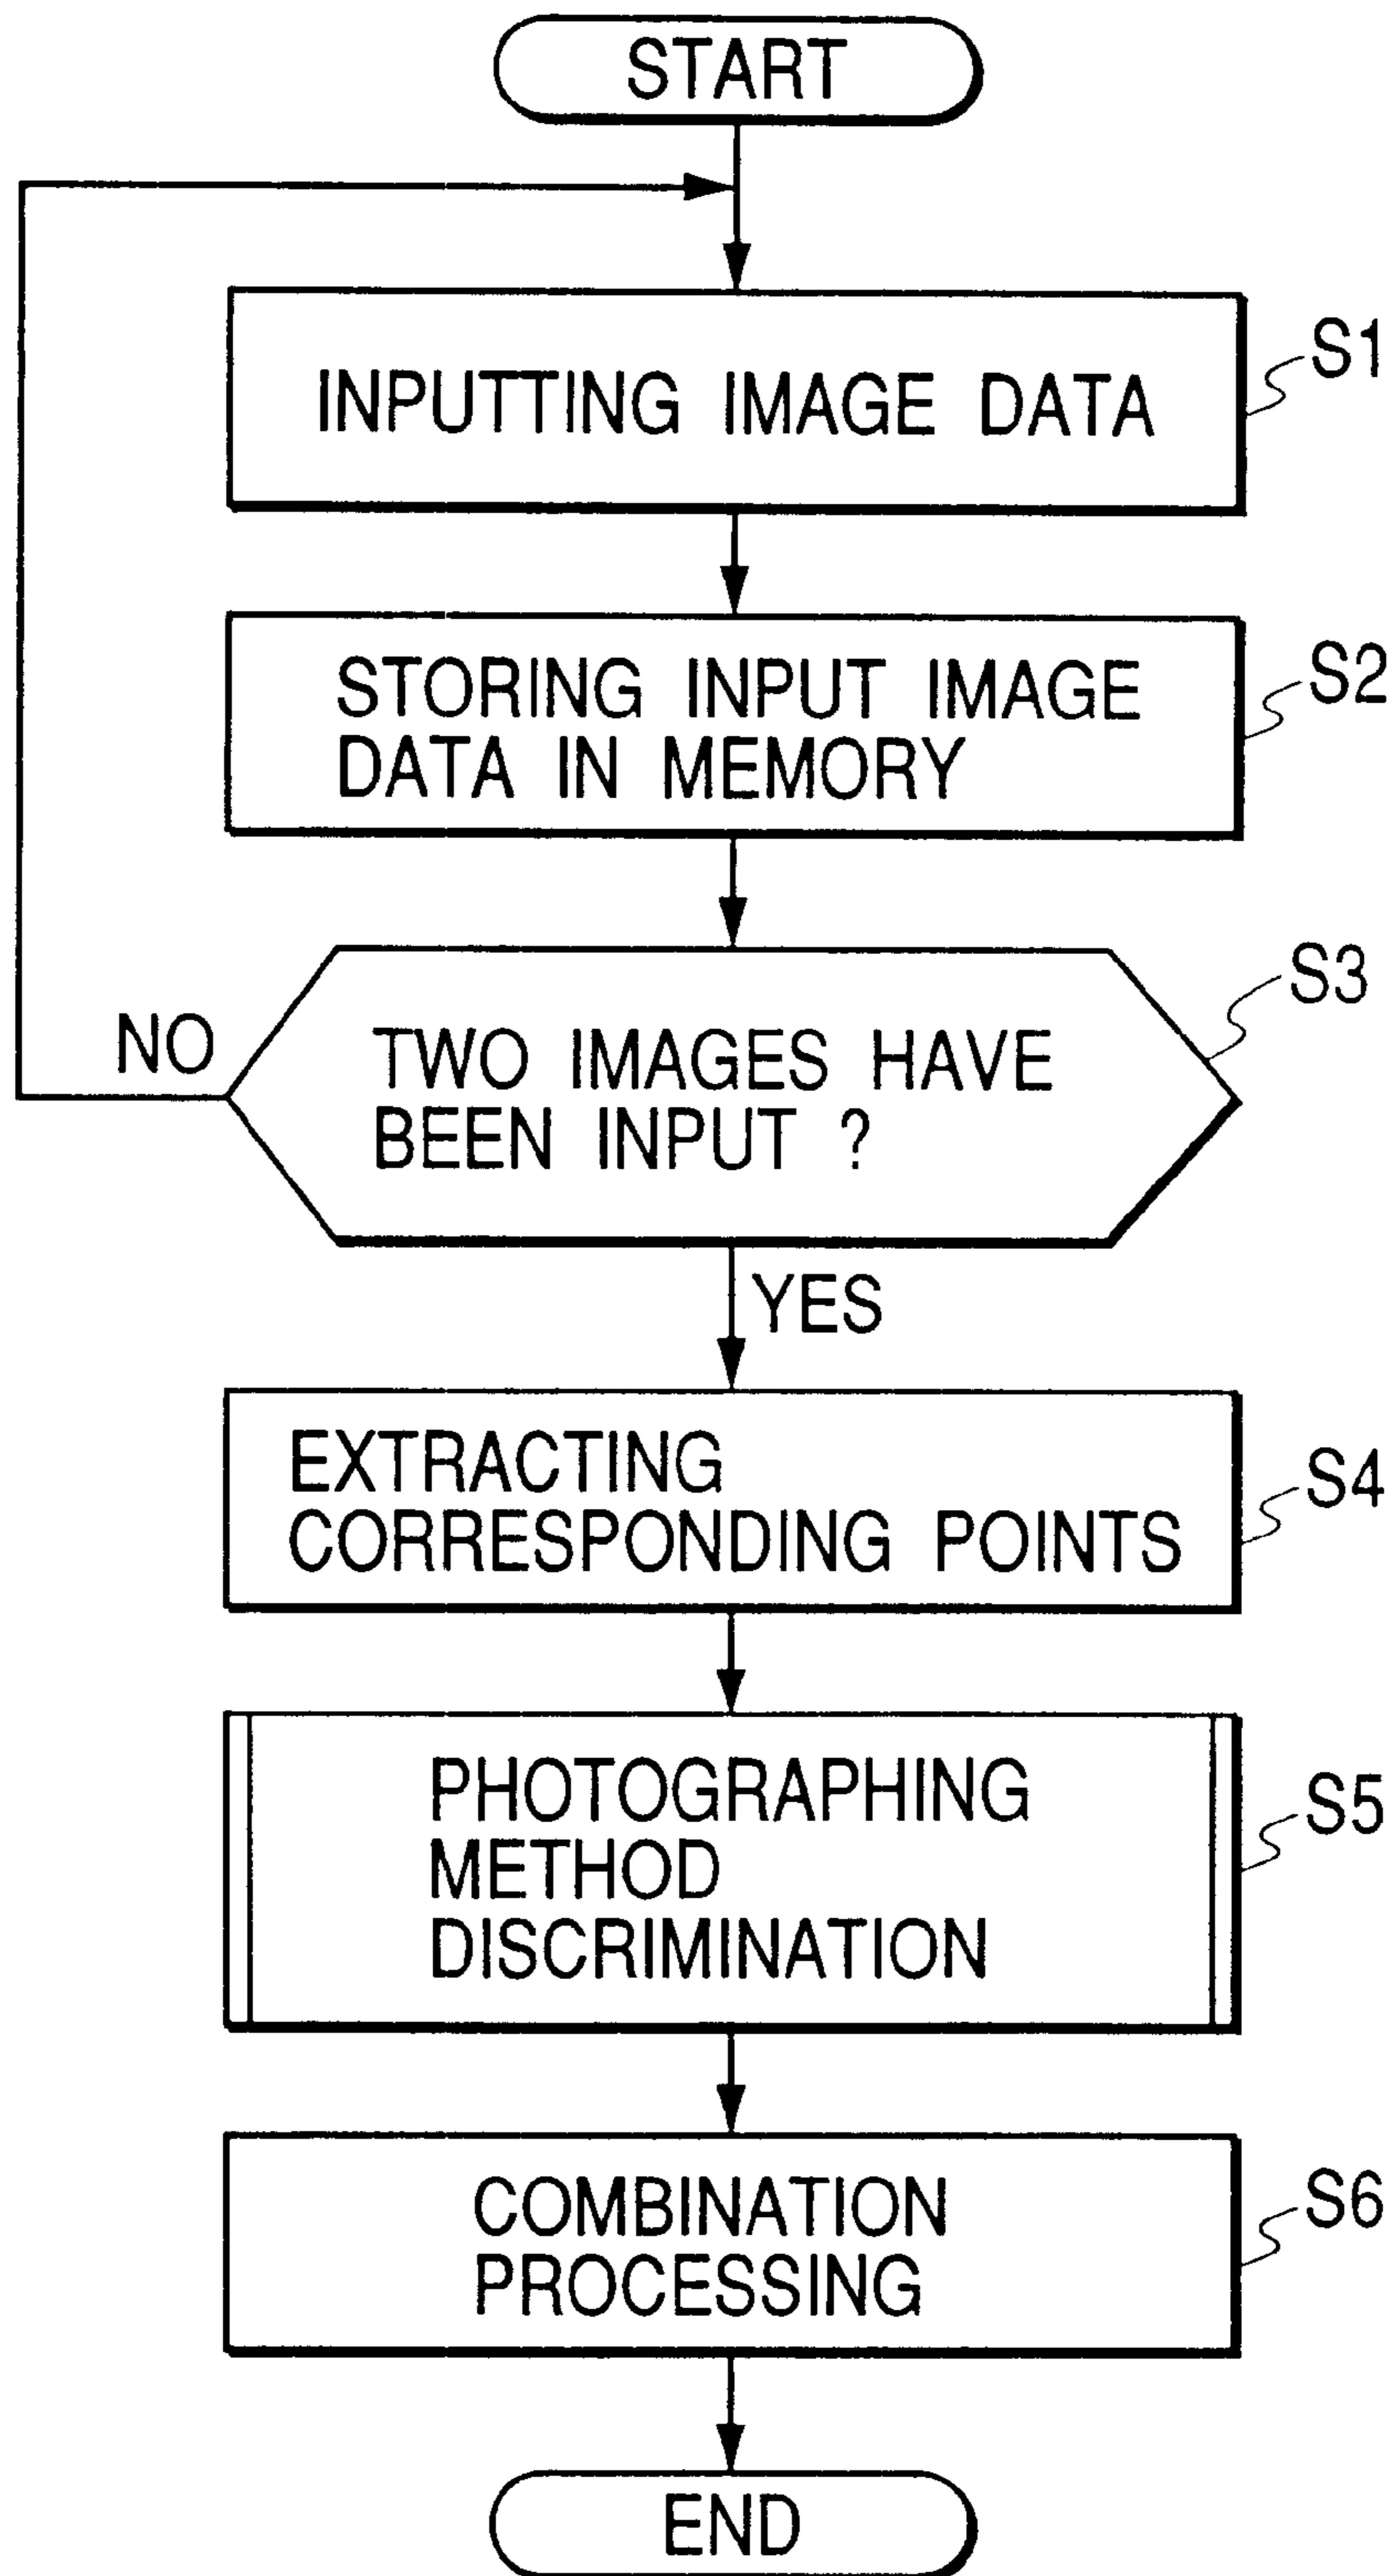 START
INPUTTING IMAGE DATA
S1
STORING INPUT IMAGE
DATA IN MEMORY
S2
TWO IMAGES HAVE
BEEN INPUT ?
S3
NO
YES
EXTRACTING
CORRESPONDING POINTS
S4
PHOTOGRAPHING
METHOD
DISCRIMINATION
S5
COMBINATION
PROCESSING
S6
END